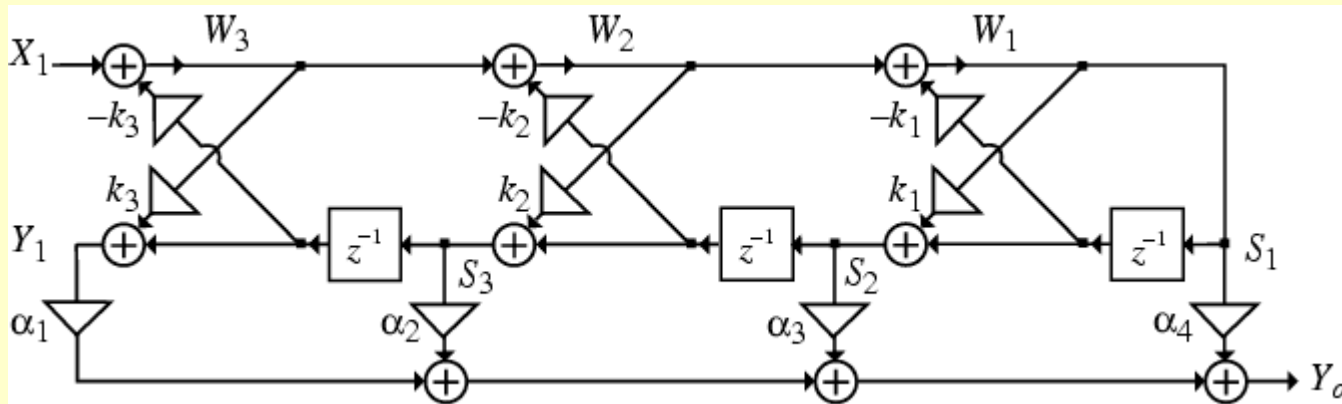 X₁ W₃ W₂ W₁
−k₃ −k₂ −k₁
k₃ k₂ k₁
Y₁ z⁻¹ S₃ z⁻¹ S₂ z⁻¹ S₁
α₁ α₂ α₃ α₄